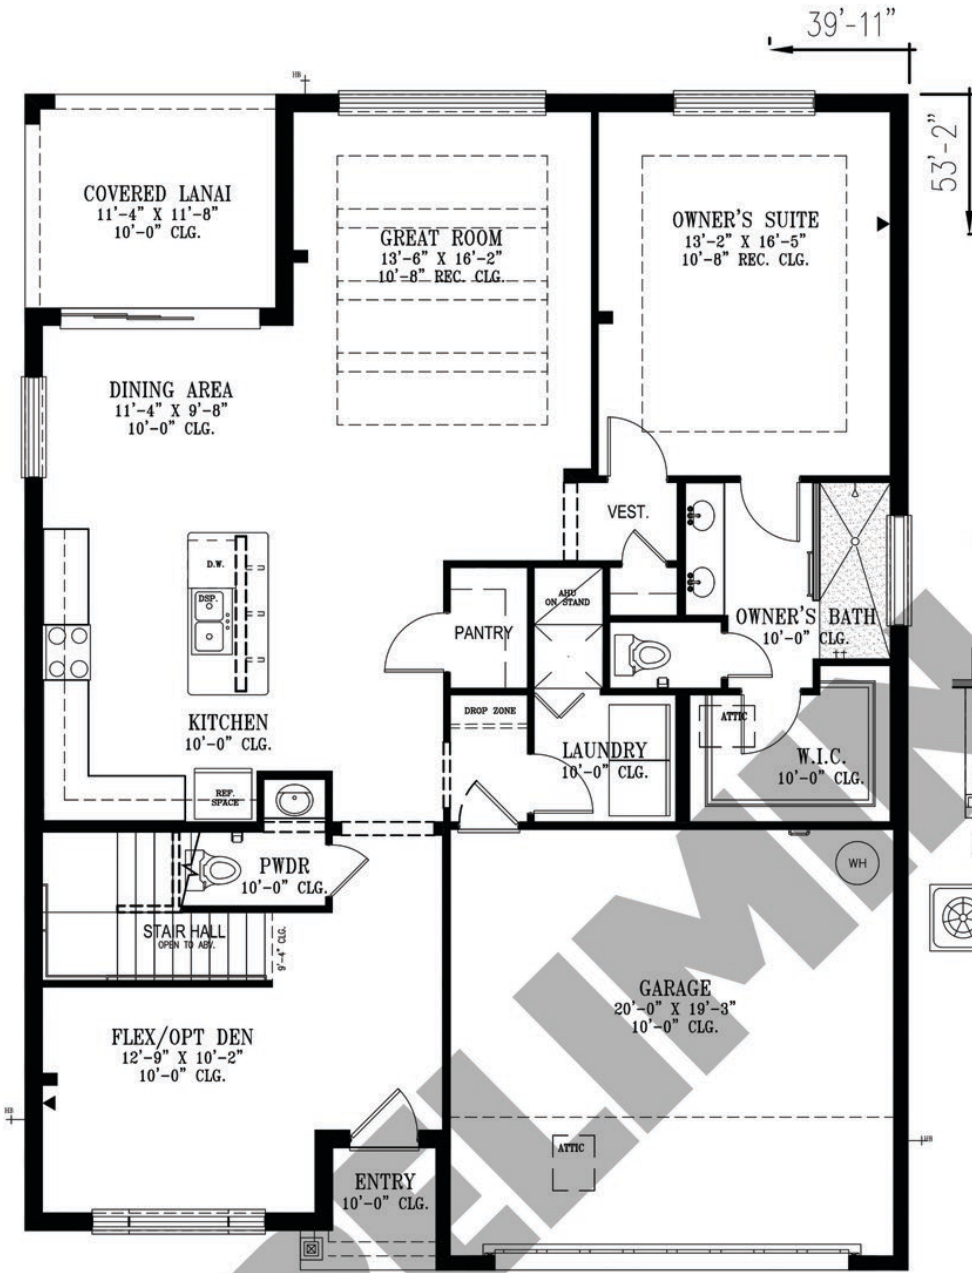 39'-11"
53'-2"
HB
COVERED LANAI
11'-4" X 11'-8"
10'-0" CLG.
GREAT ROOM
13'-6" X 16'-2"
10'-8" REC. CLG.
OWNER'S SUITE
13'-2" X 16'-5"
10'-8" REC. CLG.
DINING AREA
11'-4" X 9'-8"
10'-0" CLG.
VEST.
D.W.
DSP.
AHU
ON STAND
PANTRY
OWNER'S BATH
10'-0" CLG.
KITCHEN
10'-0" CLG.
DROP ZONE
LAUNDRY
10'-0" CLG.
ATTIC
W.I.C.
10'-0" CLG.
REF.
SPACE
PWDR
10'-0" CLG.
WH
STAIR HALL
OPEN TO ABV.
9'-4" CLG.
GARAGE
20'-0" X 19'-3"
10'-0" CLG.
FLEX/OPT DEN
12'-9" X 10'-2"
10'-0" CLG.
HB
HB
ATTIC
ENTRY
10'-0" CLG.
RELIMIN